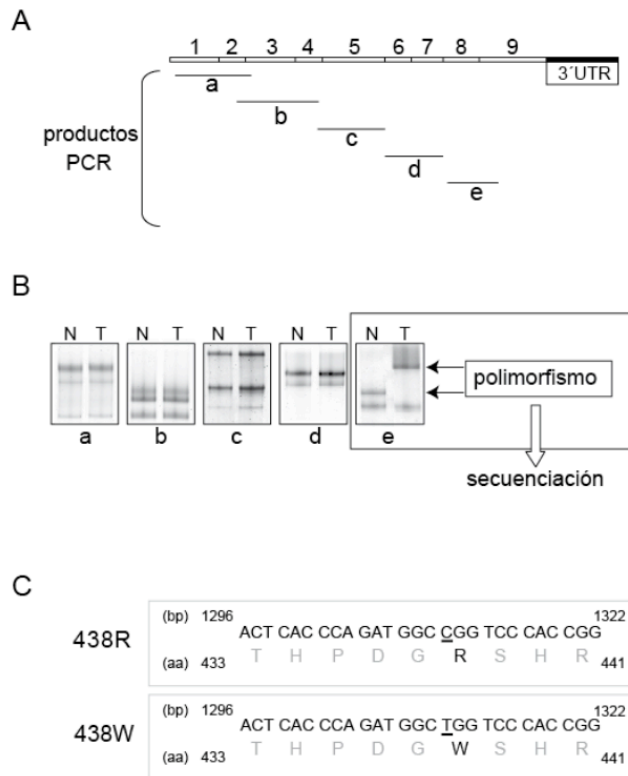 A
1 2 3 4 5 6 7 8 9
3´UTR
a
b
c
d
e
productos
PCR
B
N T N T N T N T N T
polimorfismo
a b c d e
secuenciación
C
438R
(bp) 1296 1322
ACT CAC CCA GAT GGC CGG TCC CAC CGG
T H P D G R S H R
(aa) 433 441
438W
(bp) 1296 1322
ACT CAC CCA GAT GGC TGG TCC CAC CGG
T H P D G W S H R
(aa) 433 441